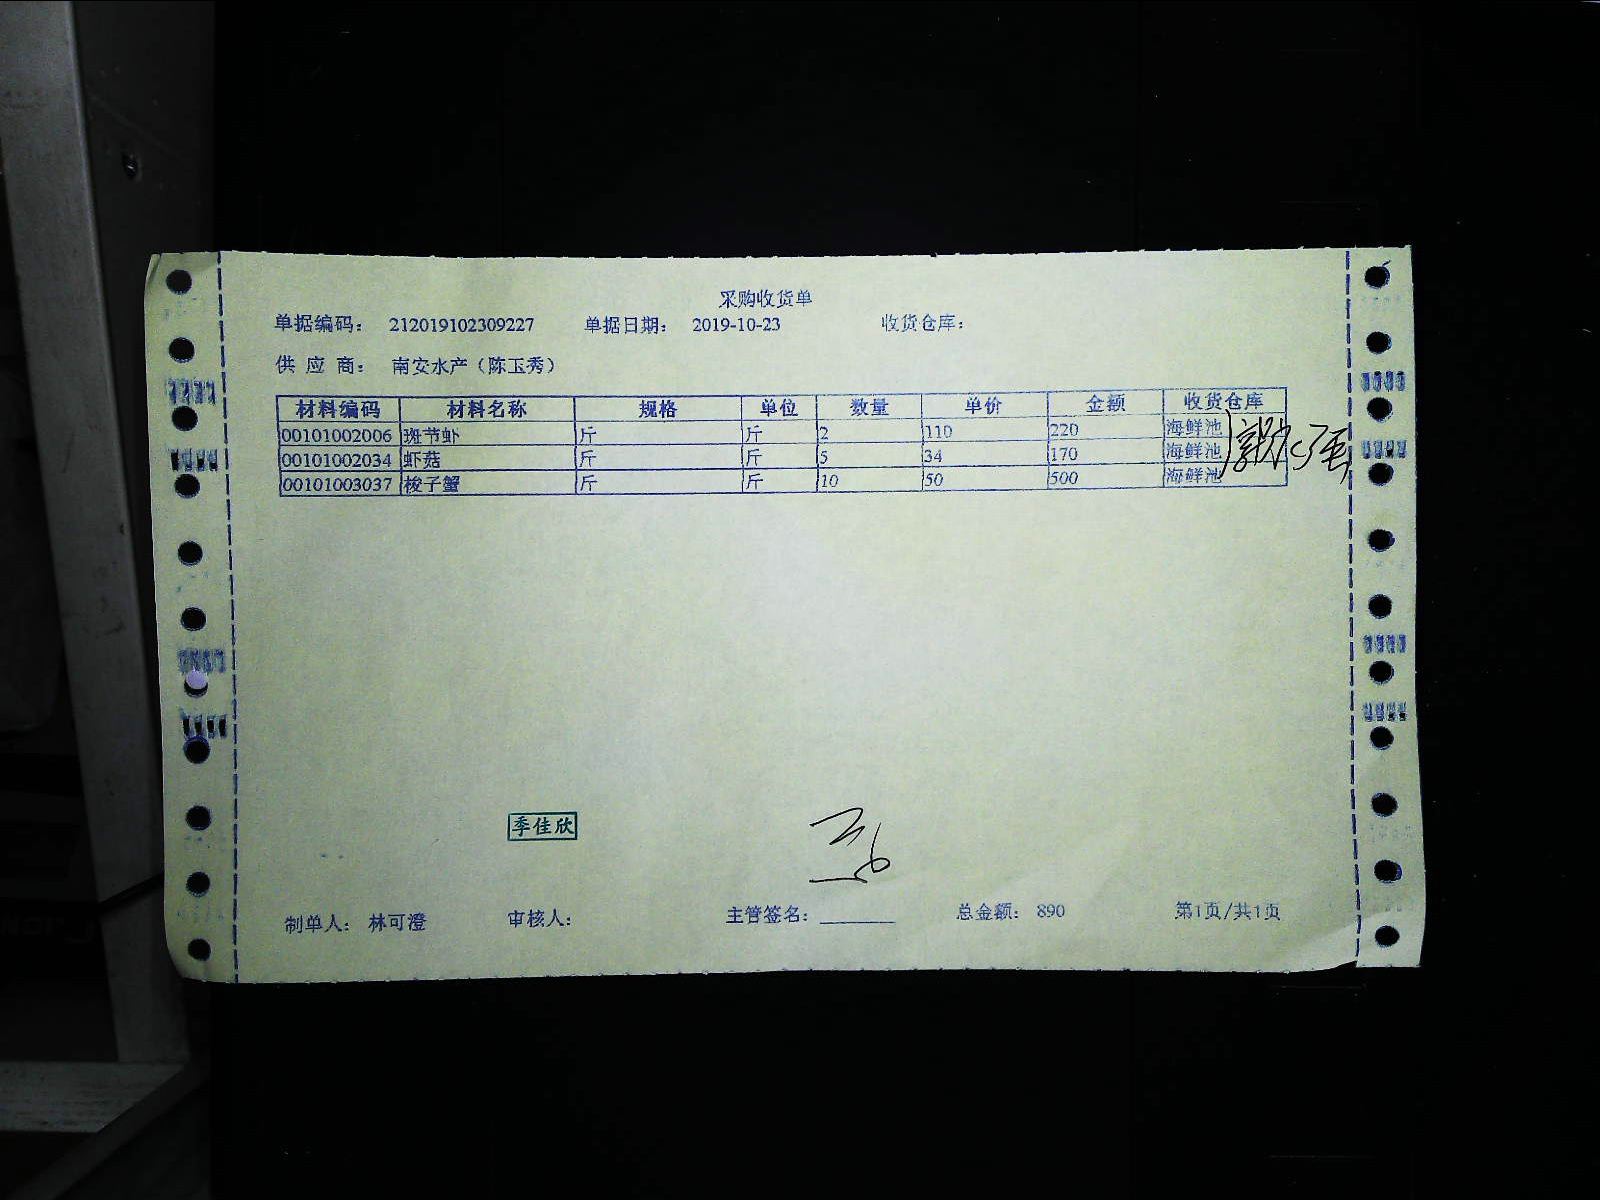 采购收货单
单据编码： 212019102309227 单据日期： 2019-10-23 收货仓库：
供 应 商： 南安水产（陈玉秀）
材料编码 材料名称 规格 单位 数量 单价 金额 收货仓库
00101002006 斑节虾 斤 斤 2 110 220 海鲜池
00101002034 虾菇 斤 斤 5 34 170 海鲜池
00101003037 梭子蟹 斤 斤 10 50 500 海鲜池
季佳欣
制单人： 林可澄 审核人： 主管签名： 总金额： 890 第1页/共1页